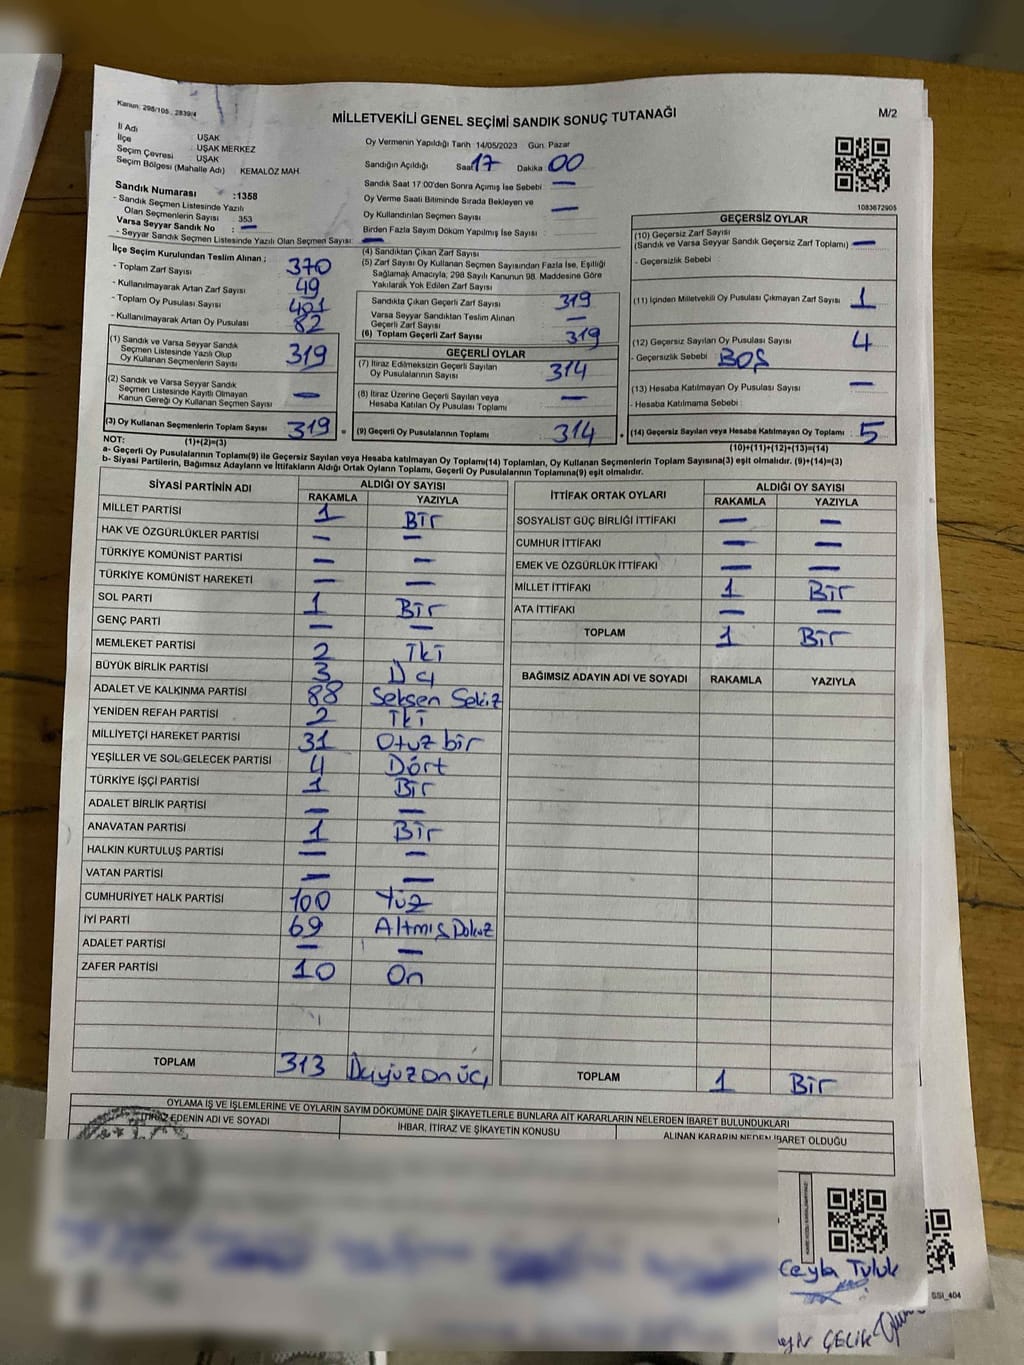 Kanun: 298/105, 2839/4
MİLLETVEKİLİ GENEL SEÇİMİ SANDIK SONUÇ TUTANAĞI
M/2
İl Adı : UŞAK
İlçe : UŞAK MERKEZ
Seçim Çevresi : UŞAK
Seçim Bölgesi (Mahalle Adı) : KEMALÖZ MAH.
Sandık Numarası :1358
- Sandık Seçmen Listesinde Yazılı
Olan Seçmenlerin Sayısı : 353
Varsa Seyyar Sandık No : —
- Seyyar Sandık Seçmen Listesinde Yazılı Olan Seçmen Sayısı: —
Oy Vermenin Yapıldığı Tarih 14/05/2023 Gün. Pazar
Sandığın Açıldığı Saat 17 Dakika 00
Sandık Saat 17:00'den Sonra Açımış İse Sebebi : —
Oy Verme Saati Bitiminde Sırada Bekleyen ve
Oy Kullandırılan Seçmen Sayısı —
Birden Fazla Sayım Döküm Yapılmış İse Sayısı :
1083672905
İlçe Seçim Kurulundan Teslim Alınan ;
- Toplam Zarf Sayısı 370
- Kullanılmayarak Artan Zarf Sayısı 49
- Toplam Oy Pusulası Sayısı 401
- Kullanılmayarak Artan Oy Pusulası 82
(1) Sandık ve Varsa Seyyar Sandık
Seçmen Listesinde Yazılı Olup
Oy Kullanan Seçmenlerin Sayısı 319
(2) Sandık ve Varsa Seyyar Sandık
Seçmen Listesinde Kayıtlı Olmayan
Kanun Gereği Oy Kullanan Seçmen Sayısı —
(3) Oy Kullanan Seçmenlerin Toplam Sayısı 319
(4) Sandıktan Çıkan Zarf Sayısı
(5) Zarf Sayısı Oy Kullanan Seçmen Sayısından Fazla İse, Eşitliği
Sağlamak Amacıyla; 298 Sayılı Kanunun 98. Maddesine Göre
Yakılarak Yok Edilen Zarf Sayısı
Sandıkta Çıkan Geçerli Zarf Sayısı 319
Varsa Seyyar Sandıktan Teslim Alınan
Geçerli Zarf Sayısı —
(6) Toplam Geçerli Zarf Sayısı 319
GEÇERLİ OYLAR
(7) İtiraz Edilmeksizin Geçerli Sayılan
Oy Pusulalarının Sayısı 314
(8) İtiraz Üzerine Geçerli Sayılan veya
Hesaba Katılan Oy Pusulası Toplamı —
(9) Geçerli Oy Pusulalarının Toplamı 314
GEÇERSİZ OYLAR
(10) Geçersiz Zarf Sayısı
(Sandık ve Varsa Seyyar Sandık Geçersiz Zarf Toplamı) —
- Geçersizlik Sebebi :
(11) İçinden Milletvekili Oy Pusulası Çıkmayan Zarf Sayısı 1
(12) Geçersiz Sayılan Oy Pusulası Sayısı 4
- Geçersizlik Sebebi BOŞ
(13) Hesaba Katılmayan Oy Pusulası Sayısı —
- Hesaba Katılmama Sebebi :
(14) Geçersiz Sayılan veya Hesaba Katılmayan Oy Toplamı : 5
NOT: (1)+(2)=(3) (10)+(11)+(12)+(13)=(14)
a- Geçerli Oy Pusulalarının Toplamı(9) ile Geçersiz Sayılan veya Hesaba katılmayan Oy Toplamı(14) Toplamları, Oy Kullanan Seçmenlerin Toplam Sayısına(3) eşit olmalıdır. (9)+(14)=(3)
b- Siyasi Partilerin, Bağımsız Adayların ve İttifakların Aldığı Ortak Oyların Toplamı, Geçerli Oy Pusulalarının Toplamına(9) eşit olmalıdır.
SİYASİ PARTİNİN ADI ALDIĞI OY SAYISI
RAKAMLA YAZIYLA
MİLLET PARTİSİ 1 Bir
HAK VE ÖZGÜRLÜKLER PARTİSİ — —
TÜRKİYE KOMÜNİST PARTİSİ — —
TÜRKİYE KOMÜNİST HAREKETİ — —
SOL PARTİ 1 Bir
GENÇ PARTİ — —
MEMLEKET PARTİSİ 2 İki
BÜYÜK BİRLİK PARTİSİ 3 Üç
ADALET VE KALKINMA PARTİSİ 88 Seksen Sekiz
YENİDEN REFAH PARTİSİ 2 İki
MİLLİYETÇİ HAREKET PARTİSİ 31 Otuz bir
YEŞİLLER VE SOL GELECEK PARTİSİ 4 Dört
TÜRKİYE İŞÇİ PARTİSİ 1 Bir
ADALET BİRLİK PARTİSİ — —
ANAVATAN PARTİSİ 1 Bir
HALKIN KURTULUŞ PARTİSİ — —
VATAN PARTİSİ — —
CUMHURİYET HALK PARTİSİ 100 Yüz
İYİ PARTİ 69 Altmış Dokuz
ADALET PARTİSİ — —
ZAFER PARTİSİ 10 On
TOPLAM 313 Üçyüz on üç
İTTİFAK ORTAK OYLARI ALDIĞI OY SAYISI
RAKAMLA YAZIYLA
SOSYALİST GÜÇ BİRLİĞİ İTTİFAKI — —
CUMHUR İTTİFAKI — —
EMEK VE ÖZGÜRLÜK İTTİFAKI — —
MİLLET İTTİFAKI 1 Bir
ATA İTTİFAKI — —
TOPLAM 1 Bir
BAĞIMSIZ ADAYIN ADI VE SOYADI RAKAMLA YAZIYLA
TOPLAM 1 Bir
OYLAMA İŞ VE İŞLEMLERİNE VE OYLARIN SAYIM DÖKÜMÜNE DAİR ŞİKAYETLERLE BUNLARA AİT KARARLARIN NELERDEN İBARET BULUNDUKLARI
İTİRAZ EDENİN ADI VE SOYADI İHBAR, İTİRAZ VE ŞİKAYETİN KONUSU ALINAN KARARIN NEDEN İBARET OLDUĞU
Ceyba Tuluk
SSI_404
ÇELİK